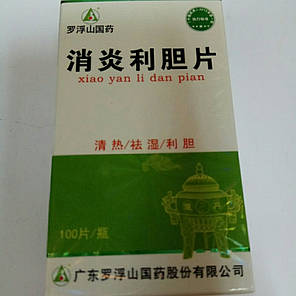 罗浮山国药
消炎利胆片
xiao yan li dan pian
清热/祛湿/利胆
100片/瓶
广东罗浮山国药股份有限公司